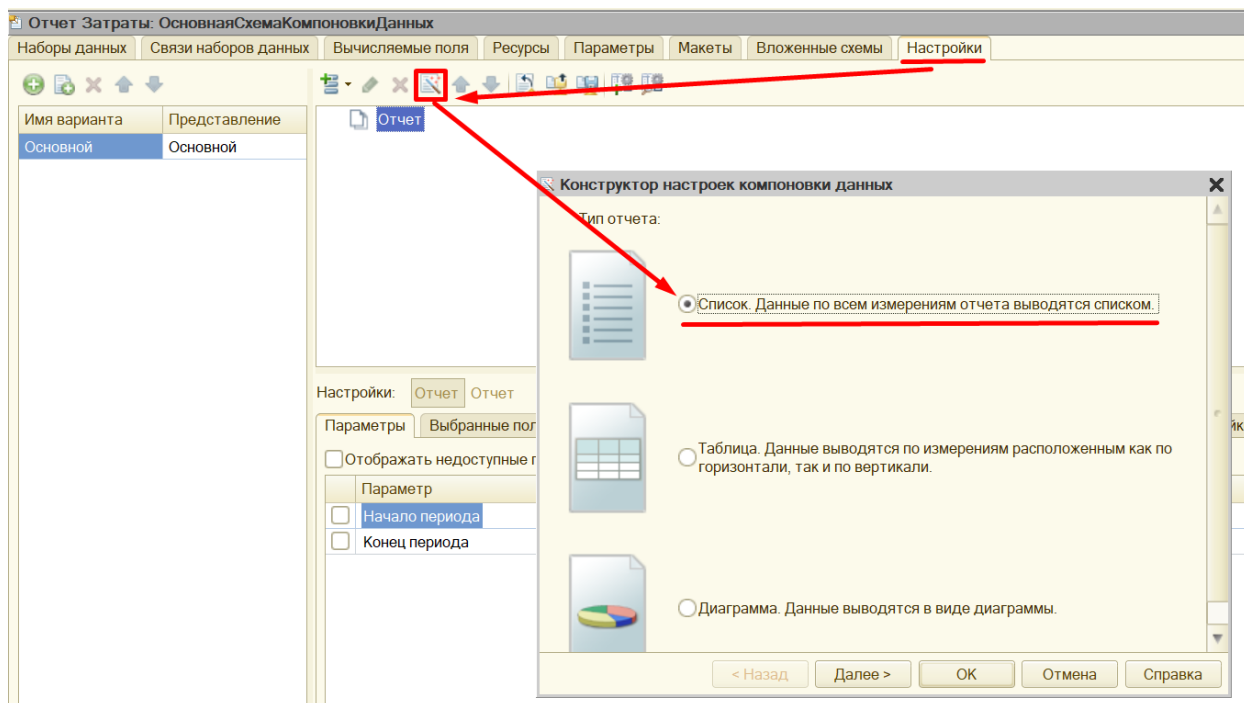 Отчет Затраты: ОсновнаяСхемаКомпоновкиДанных
Наборы данных Связи наборов данных Вычисляемые поля Ресурсы Параметры Макеты Вложенные схемы Настройки
Имя варианта Представление
Основной Основной
Отчет
Конструктор настроек компоновки данных
Тип отчета:
Список. Данные по всем измерениям отчета выводятся списком.
Таблица. Данные выводятся по измерениям расположенным как по
горизонтали, так и по вертикали.
Диаграмма. Данные выводятся в виде диаграммы.
< Назад Далее > OK Отмена Справка
Настройки: Отчет Отчет
Параметры Выбранные пол
Отображать недоступные п
Параметр
Начало периода
Конец периода